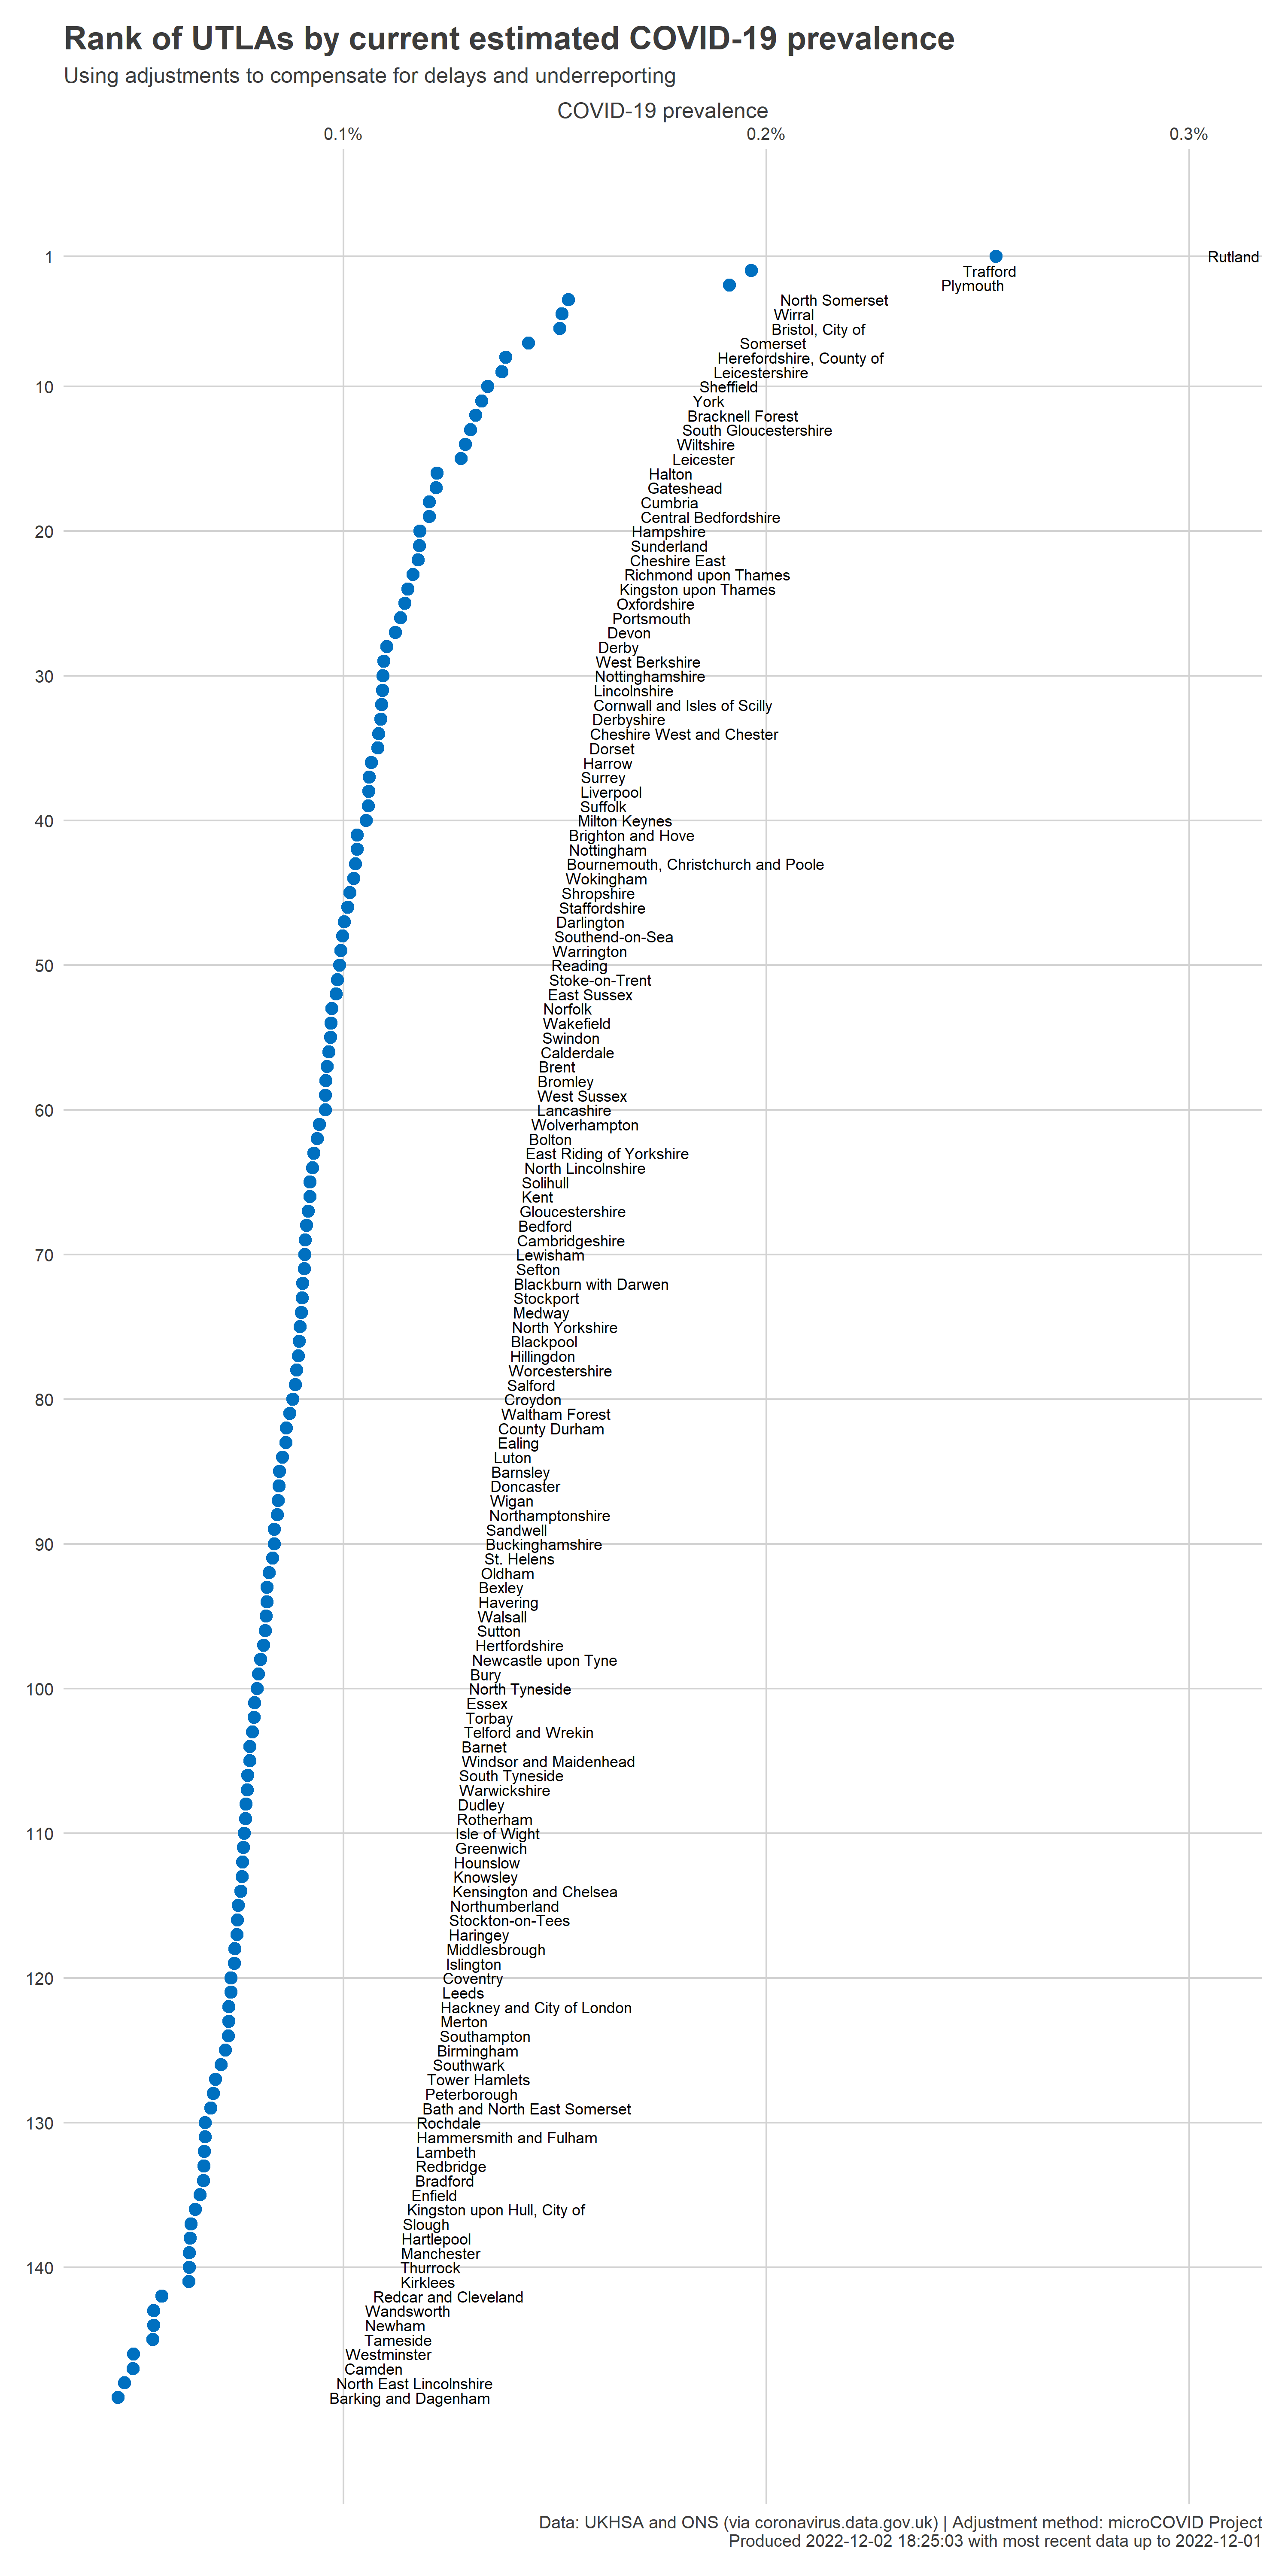 Rank of UTLAs by current estimated COVID-19 prevalence
Using adjustments to compensate for delays and underreporting
COVID-19 prevalence
0.1% 0.2% 0.3%
1 Rutland
Trafford
Plymouth
North Somerset
Wirral
Bristol, City of
Somerset
Herefordshire, County of
Leicestershire
10 Sheffield
York
Bracknell Forest
South Gloucestershire
Wiltshire
Leicester
Halton
Gateshead
Cumbria
Central Bedfordshire
20 Hampshire
Sunderland
Cheshire East
Richmond upon Thames
Kingston upon Thames
Oxfordshire
Portsmouth
Devon
Derby
West Berkshire
30 Nottinghamshire
Lincolnshire
Cornwall and Isles of Scilly
Derbyshire
Cheshire West and Chester
Dorset
Harrow
Surrey
Liverpool
Suffolk
40 Milton Keynes
Brighton and Hove
Nottingham
Bournemouth, Christchurch and Poole
Wokingham
Shropshire
Staffordshire
Darlington
Southend-on-Sea
Warrington
50 Reading
Stoke-on-Trent
East Sussex
Norfolk
Wakefield
Swindon
Calderdale
Brent
Bromley
West Sussex
60 Lancashire
Wolverhampton
Bolton
East Riding of Yorkshire
North Lincolnshire
Solihull
Kent
Gloucestershire
Bedford
Cambridgeshire
70 Lewisham
Sefton
Blackburn with Darwen
Stockport
Medway
North Yorkshire
Blackpool
Hillingdon
Worcestershire
Salford
80 Croydon
Waltham Forest
County Durham
Ealing
Luton
Barnsley
Doncaster
Wigan
Northamptonshire
Sandwell
90 Buckinghamshire
St. Helens
Oldham
Bexley
Havering
Walsall
Sutton
Hertfordshire
Newcastle upon Tyne
Bury
100 North Tyneside
Essex
Torbay
Telford and Wrekin
Barnet
Windsor and Maidenhead
South Tyneside
Warwickshire
Dudley
Rotherham
110 Isle of Wight
Greenwich
Hounslow
Knowsley
Kensington and Chelsea
Northumberland
Stockton-on-Tees
Haringey
Middlesbrough
Islington
120 Coventry
Leeds
Hackney and City of London
Merton
Southampton
Birmingham
Southwark
Tower Hamlets
Peterborough
Bath and North East Somerset
130 Rochdale
Hammersmith and Fulham
Lambeth
Redbridge
Bradford
Enfield
Kingston upon Hull, City of
Slough
Hartlepool
Manchester
140 Thurrock
Kirklees
Redcar and Cleveland
Wandsworth
Newham
Tameside
Westminster
Camden
North East Lincolnshire
Barking and Dagenham
Data: UKHSA and ONS (via coronavirus.data.gov.uk) | Adjustment method: microCOVID Project
Produced 2022-12-02 18:25:03 with most recent data up to 2022-12-01